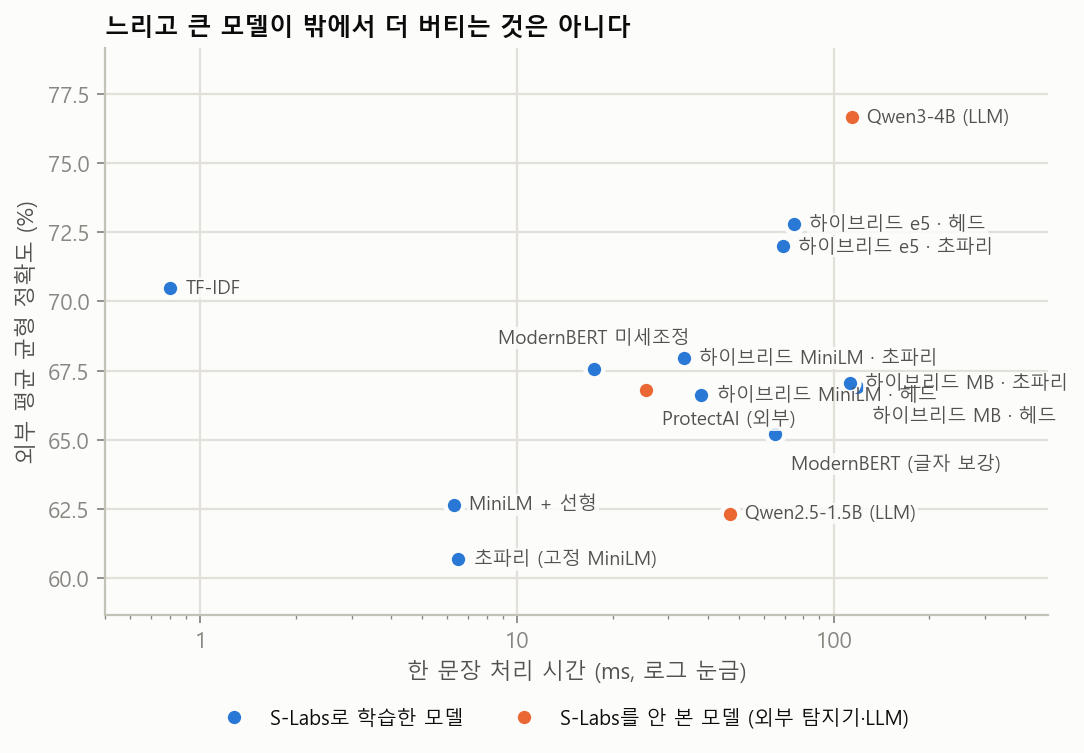 느리고 큰 모델이 밖에서 더 버티는 것은 아니다
외부 평균 균형 정확도 (%)
77.5
75.0
72.5
70.0
67.5
65.0
62.5
60.0
Qwen3-4B (LLM)
하이브리드 e5 · 헤드
하이브리드 e5 · 초파리
TF-IDF
ModernBERT 미세조정
하이브리드 MiniLM · 초파리
하이브리드 MB · 초파리
하이브리드 MiniLM · 헤드
ProtectAI (외부)
하이브리드 MB · 헤드
ModernBERT (글자 보강)
MiniLM + 선형
Qwen2.5-1.5B (LLM)
초파리 (고정 MiniLM)
1
10
100
한 문장 처리 시간 (ms, 로그 눈금)
S-Labs로 학습한 모델
S-Labs를 안 본 모델 (외부 탐지기·LLM)